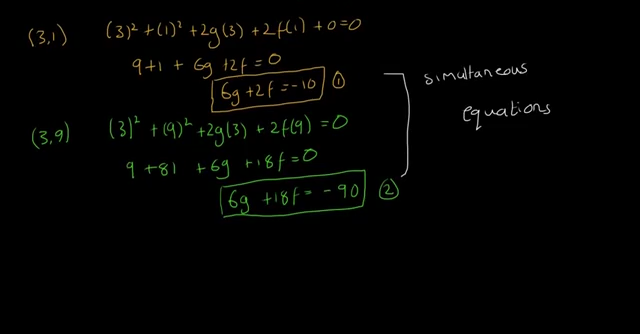 (3,1) (3)² + (1)² + 2g(3) + 2f(1) + 0 = 0
9+1 + 6g + 2f = 0
6g + 2f = -10 ①
simultaneous
equations
(3,9) (3)² + (9)² + 2g(3) + 2f(9) = 0
9 + 81 + 6g + 18f = 0
6g + 18f = -90 ②